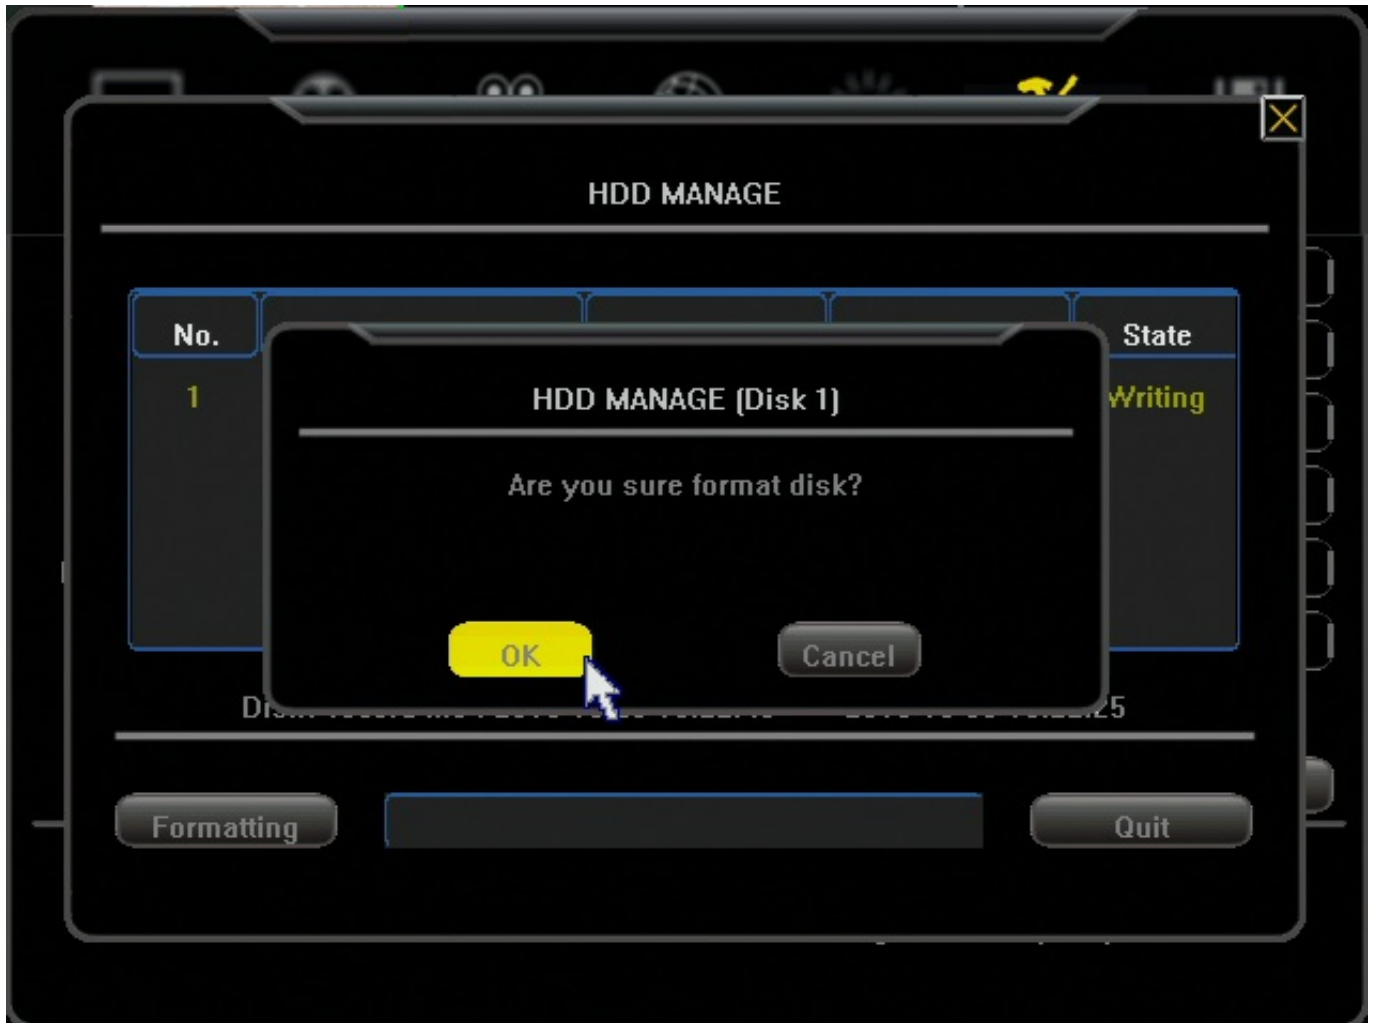 HDD MANAGE
No. State
1 Writing
HDD MANAGE (Disk 1)
Are you sure format disk?
OK Cancel
Formatting Quit